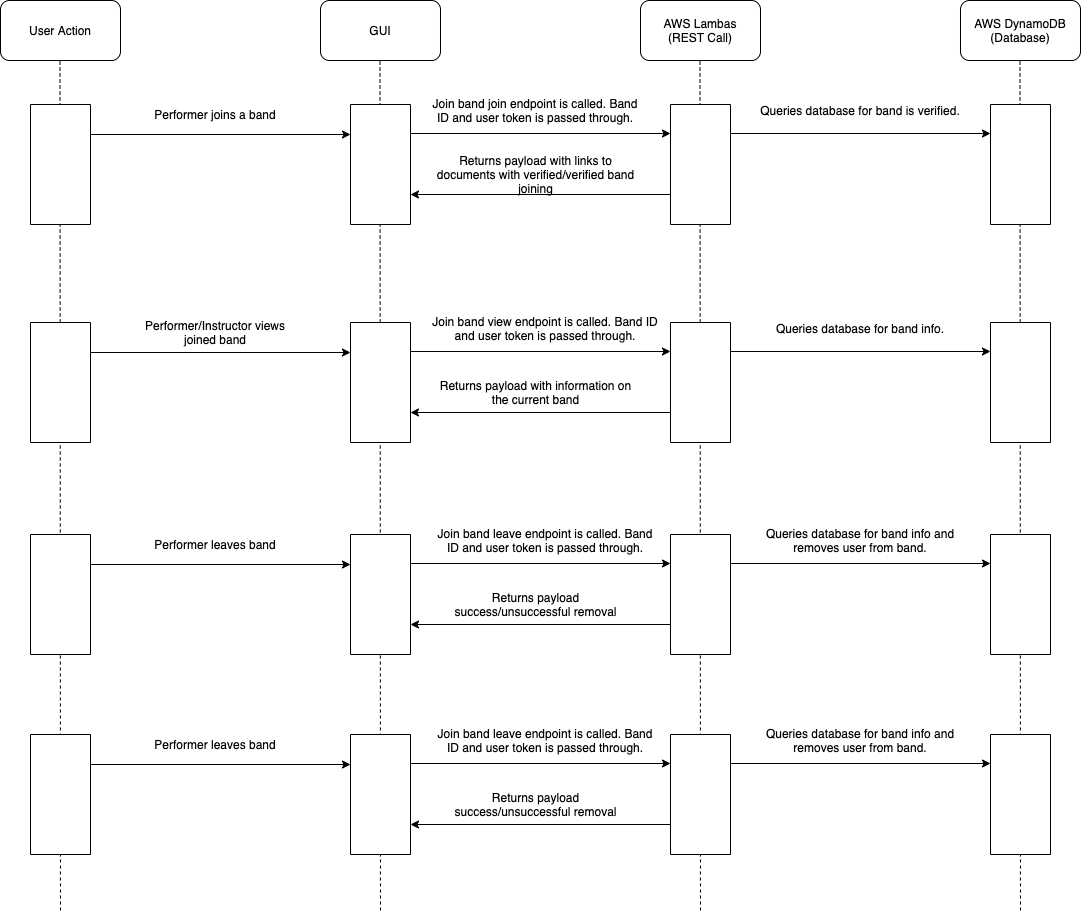 User Action
GUI
AWS Lambas
(REST Call)
AWS DynamoDB
(Database)
Performer joins a band
Join band join endpoint is called. Band
ID and user token is passed through.
Queries database for band is verified.
Returns payload with links to
documents with verified/verified band
joining
Performer/Instructor views
joined band
Join band view endpoint is called. Band ID
and user token is passed through.
Queries database for band info.
Returns payload with information on
the current band
Performer leaves band
Join band leave endpoint is called. Band
ID and user token is passed through.
Queries database for band info and
removes user from band.
Returns payload
success/unsuccessful removal
Performer leaves band
Join band leave endpoint is called. Band
ID and user token is passed through.
Queries database for band info and
removes user from band.
Returns payload
success/unsuccessful removal